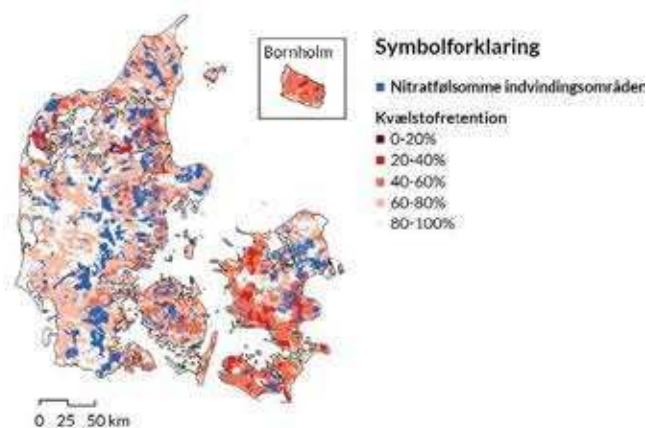 Bornholm
Symbolforklaring
Nitratfølsomme indvindingsområder
Kvælstofretention
0-20%
20-40%
40-60%
60-80%
80-100%
0 25 50 km